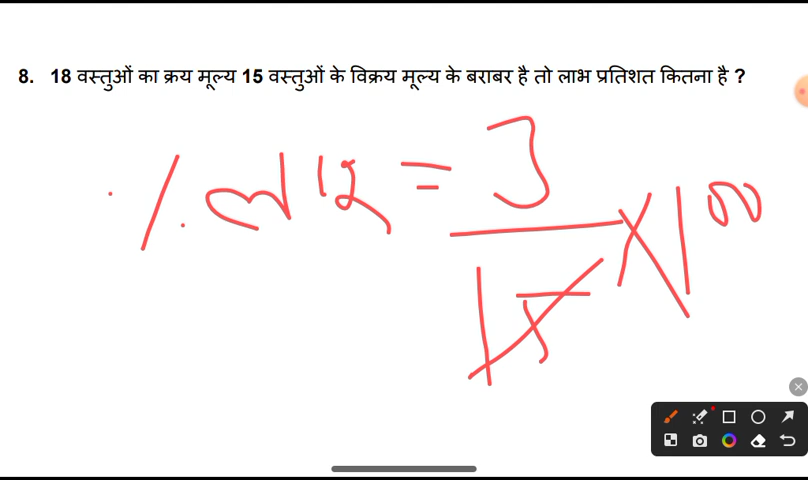 8. 18 वस्तुओं का क्रय मूल्य 15 वस्तुओं के विक्रय मूल्य के बराबर है तो लाभ प्रतिशत कितना है ?
% लाभ = 3
15 × 100